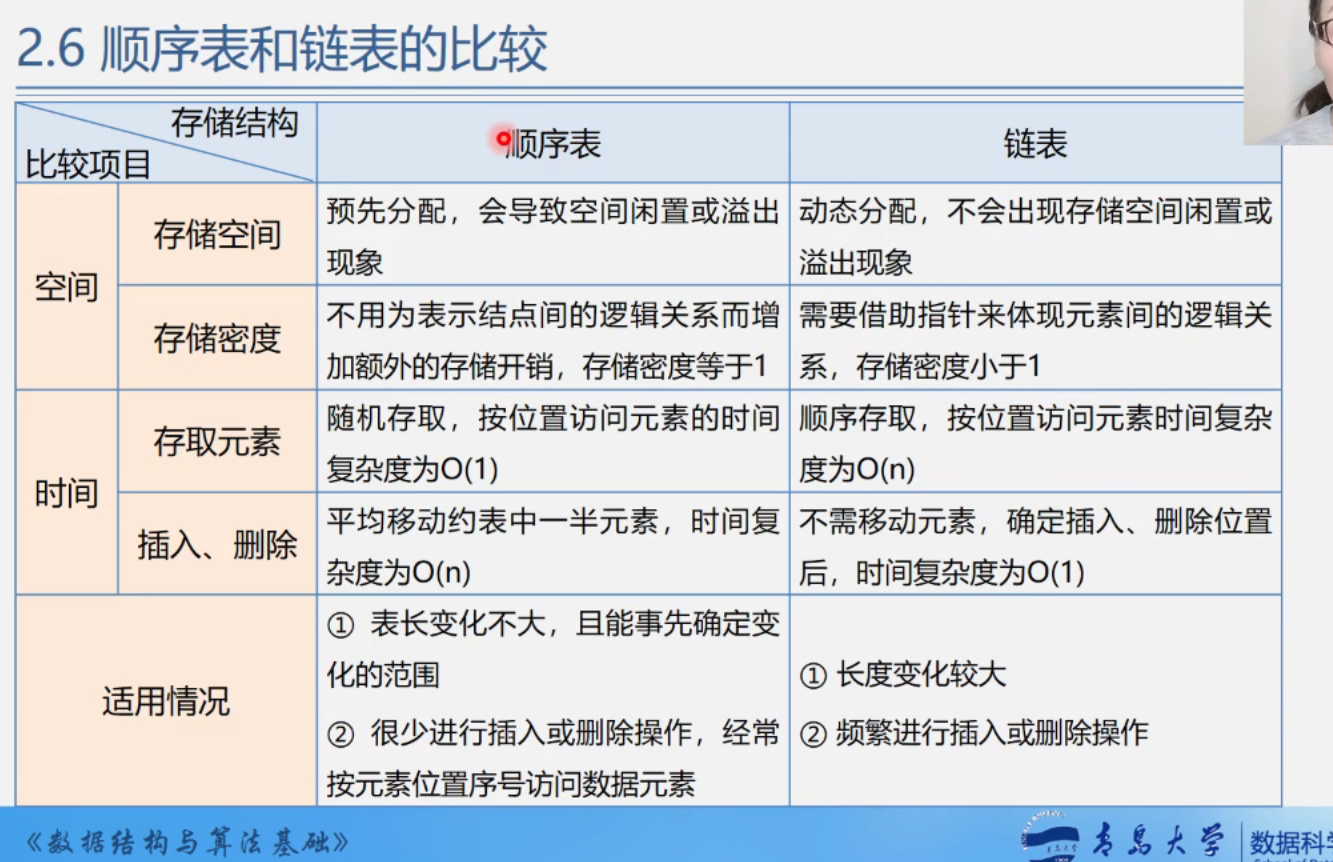 2.6 顺序表和链表的比较
存储结构
比较项目
顺序表
链表
空间
存储空间
预先分配，会导致空间闲置或溢出
现象
动态分配，不会出现存储空间闲置或
溢出现象
存储密度
不用为表示结点间的逻辑关系而增
加额外的存储开销，存储密度等于1
需要借助指针来体现元素间的逻辑关
系，存储密度小于1
时间
存取元素
随机存取，按位置访问元素的时间
复杂度为O(1)
顺序存取，按位置访问元素时间复杂
度为O(n)
插入、删除
平均移动约表中一半元素，时间复
杂度为O(n)
不需移动元素，确定插入、删除位置
后，时间复杂度为O(1)
适用情况
① 表长变化不大，且能事先确定变
化的范围
② 很少进行插入或删除操作，经常
按元素位置序号访问数据元素
① 长度变化较大
② 频繁进行插入或删除操作
《数据结构与算法基础》
青岛大学
数据科学